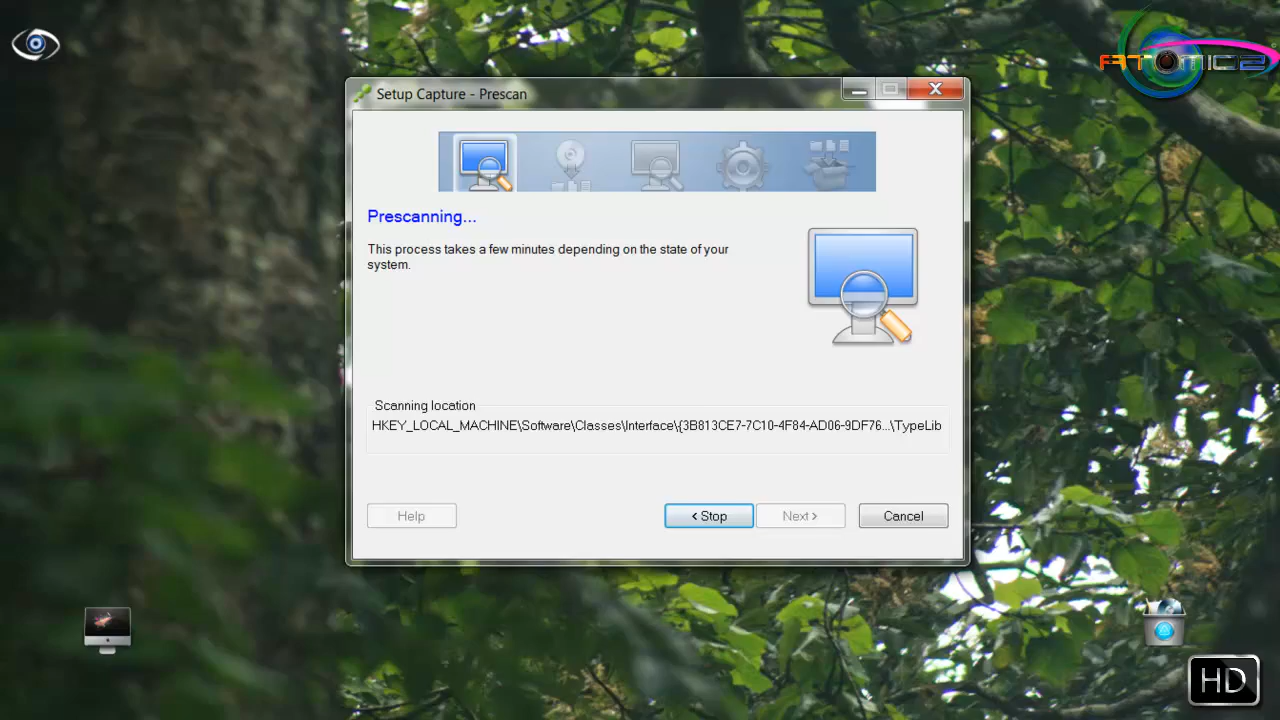 ATOMIC2
Setup Capture - Prescan
Prescanning...
This process takes a few minutes depending on the state of your
system.
Scanning location
HKEY_LOCAL_MACHINE\Software\Classes\Interface\{3B813CE7-7C10-4F84-AD06-9DF76...\TypeLib
Help
< Stop
Next >
Cancel
HD